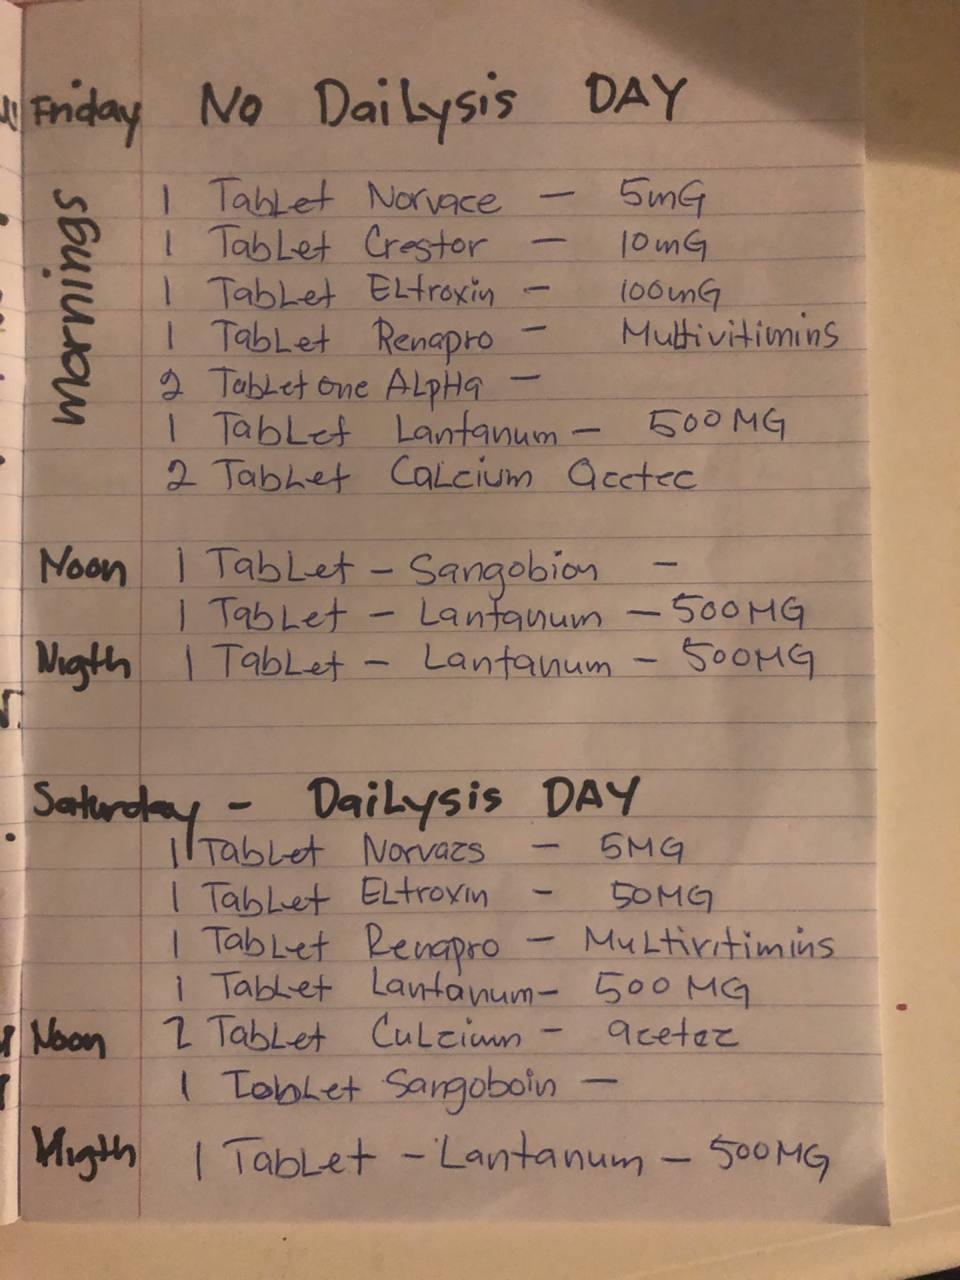 Friday No Dailysis DAY
Mornings
1 Tablet Norvace — 5mG
1 Tablet Crestor — 10mG
1 Tablet Eltroxin — 100mG
1 Tablet Renapro — Multivitimins
2 Tablet one Alpha —
1 Tablet Lantanum — 500MG
2 Tablet Calcium acetec
Noon 1 Tablet — Sangobion —
1 Tablet — Lantanum — 500MG
Nigth 1 Tablet — Lantanum — 500MG
Saturday — Dailysis DAY
1 Tablet Norvazs — 5MG
1 Tablet Eltroxin — 50MG
1 Tablet Renapro — Multivitimins
1 Tablet Lantanum — 500MG
Noon 2 Tablet Culcium — acetec
1 Tablet Sangoboin —
Nigth 1 Tablet — Lantanum — 500MG